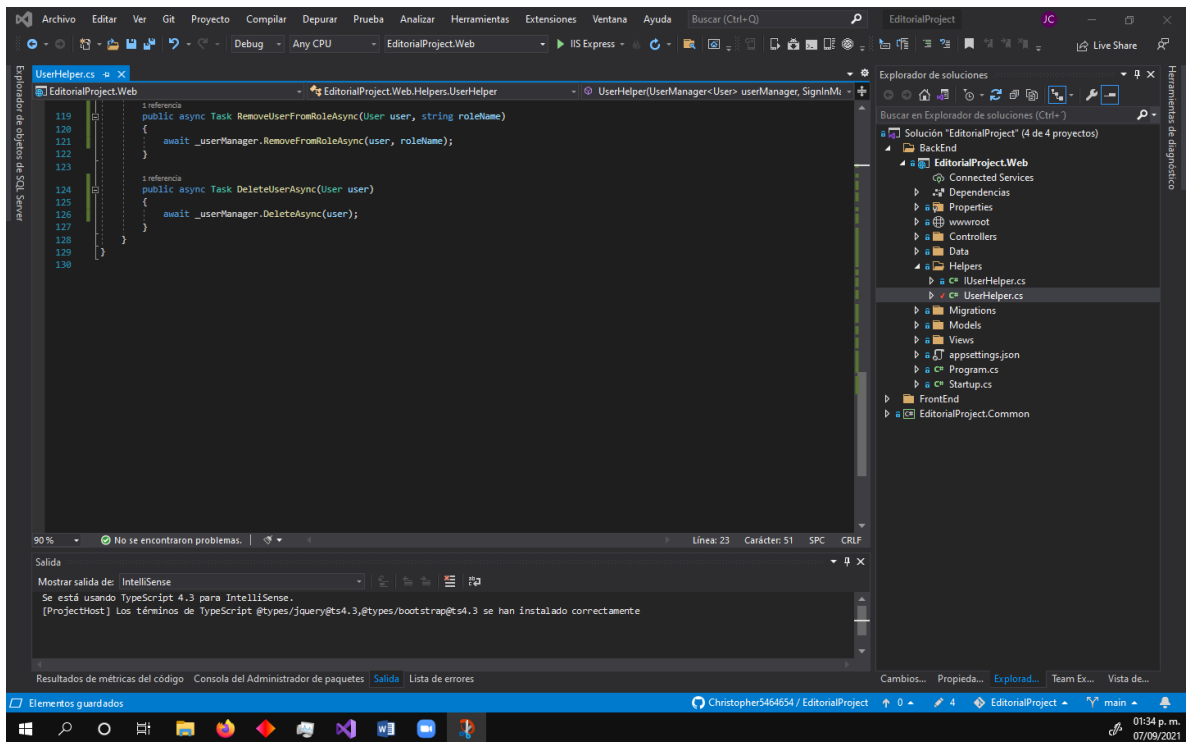 Archivo Editar Ver Git Proyecto Compilar Depurar Prueba Analizar Herramientas Extensiones Ventana Ayuda Buscar (Ctrl+Q) EditorialProject JC
Debug Any CPU EditorialProject.Web IIS Express Live Share
Explorador de objetos de SQL Server
UserHelper.cs
EditorialProject.Web EditorialProject.Web.Helpers.UserHelper UserHelper(UserManager<User> userManager, SignInMa
1 referencia
119 public async Task RemoveUserFromRoleAsync(User user, string roleName)
120 {
121 await _userManager.RemoveFromRoleAsync(user, roleName);
122 }
123
1 referencia
124 public async Task DeleteUserAsync(User user)
125 {
126 await _userManager.DeleteAsync(user);
127 }
128 }
129 }
130
90 % No se encontraron problemas. Línea: 23 Carácter: 51 SPC CRLF
Salida
Mostrar salida de: IntelliSense
Se está usando TypeScript 4.3 para IntelliSense.
[ProjectHost] Los términos de TypeScript @types/jquery@ts4.3,@types/bootstrap@ts4.3 se han instalado correctamente
Resultados de métricas del código Consola del Administrador de paquetes Salida Lista de errores
Explorador de soluciones
Buscar en Explorador de soluciones (Ctrl+´)
Solución "EditorialProject" (4 de 4 proyectos)
BackEnd
EditorialProject.Web
Connected Services
Dependencias
Properties
wwwroot
Controllers
Data
Helpers
C# IUserHelper.cs
C# UserHelper.cs
Migrations
Models
Views
appsettings.json
C# Program.cs
C# Startup.cs
FrontEnd
C# EditorialProject.Common
Cambios... Propieda... Explorad... Team Ex... Vista de...
Herramientas de diagnóstico
Elementos guardados Christopher5464654 / EditorialProject 0 4 EditorialProject main
01:34 p. m.
07/09/2021